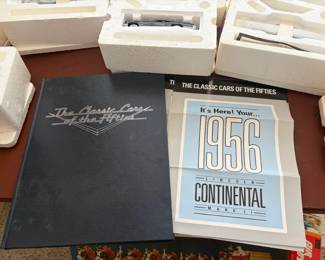 The Classic Cars
of the Fifties
THE CLASSIC CARS OF THE FIFTIES
It's Here! Your...
1956
LINCOLN
CONTINENTAL
MARK II